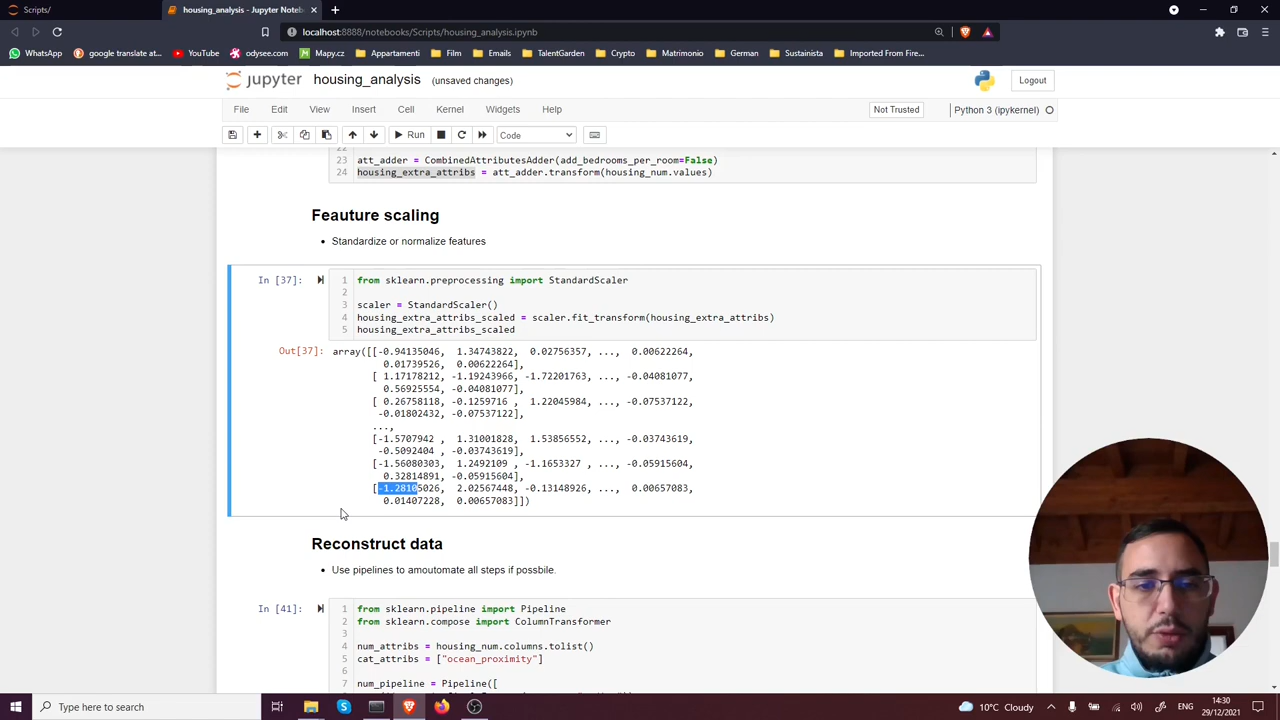 Scripts/
housing_analysis - Jupyter Noteb
localhost:8888/notebooks/Scripts/housing_analysis.ipynb
WhatsApp
google translate at...
YouTube
odysee.com
Mapy.cz
Appartamenti
Film
Emails
TalentGarden
Crypto
Matrimonio
German
Sustainista
Imported From Fire...
jupyter housing_analysis (unsaved changes)
Logout
File Edit View Insert Cell Kernel Widgets Help
Not Trusted
Python 3 (ipykernel)
Run
Code
22
23 att_adder = CombinedAttributesAdder(add_bedrooms_per_room=False)
24 housing_extra_attribs = att_adder.transform(housing_num.values)
Feauture scaling
• Standardize or normalize features
In [37]:
1 from sklearn.preprocessing import StandardScaler
2
3 scaler = StandardScaler()
4 housing_extra_attribs_scaled = scaler.fit_transform(housing_extra_attribs)
5 housing_extra_attribs_scaled
Out[37]: array([[-0.94135046, 1.34743822, 0.02756357, ..., 0.00622264,
0.01739526, 0.00622264],
[ 1.17178212, -1.19243966, -1.72201763, ..., -0.04081077,
0.56925554, -0.04081077],
[ 0.26758118, -0.1259716 , 1.22045984, ..., -0.07537122,
-0.01802432, -0.07537122],
...,
[-1.5707942 , 1.31001828, 1.53856552, ..., -0.03743619,
-0.5092404 , -0.03743619],
[-1.56080303, 1.2492109 , -1.1653327 , ..., -0.05915604,
0.32814891, -0.05915604],
[-1.28105026, 2.02567448, -0.13148926, ..., 0.00657083,
0.01407228, 0.00657083]])
Reconstruct data
• Use pipelines to amoutomate all steps if possbile.
In [41]:
1 from sklearn.pipeline import Pipeline
2 from sklearn.compose import ColumnTransformer
3
4 num_attribs = housing_num.columns.tolist()
5 cat_attribs = ["ocean_proximity"]
6
7 num_pipeline = Pipeline([
Type here to search
10°C Cloudy
ENG
14:30
29/12/2021